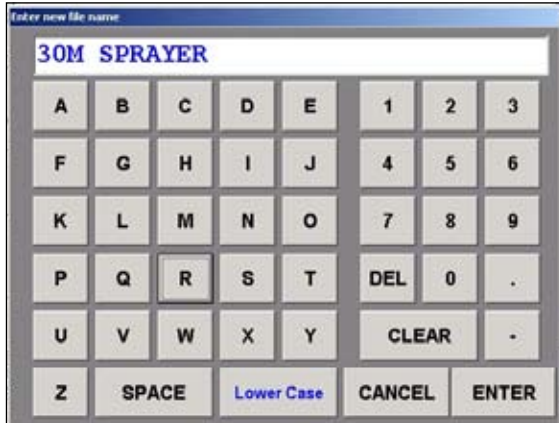 Enter new file name
30M SPRAYER
A B C D E 1 2 3
F G H I J 4 5 6
K L M N O 7 8 9
P Q R S T DEL 0 .
U V W X Y CLEAR -
Z SPACE Lower Case CANCEL ENTER